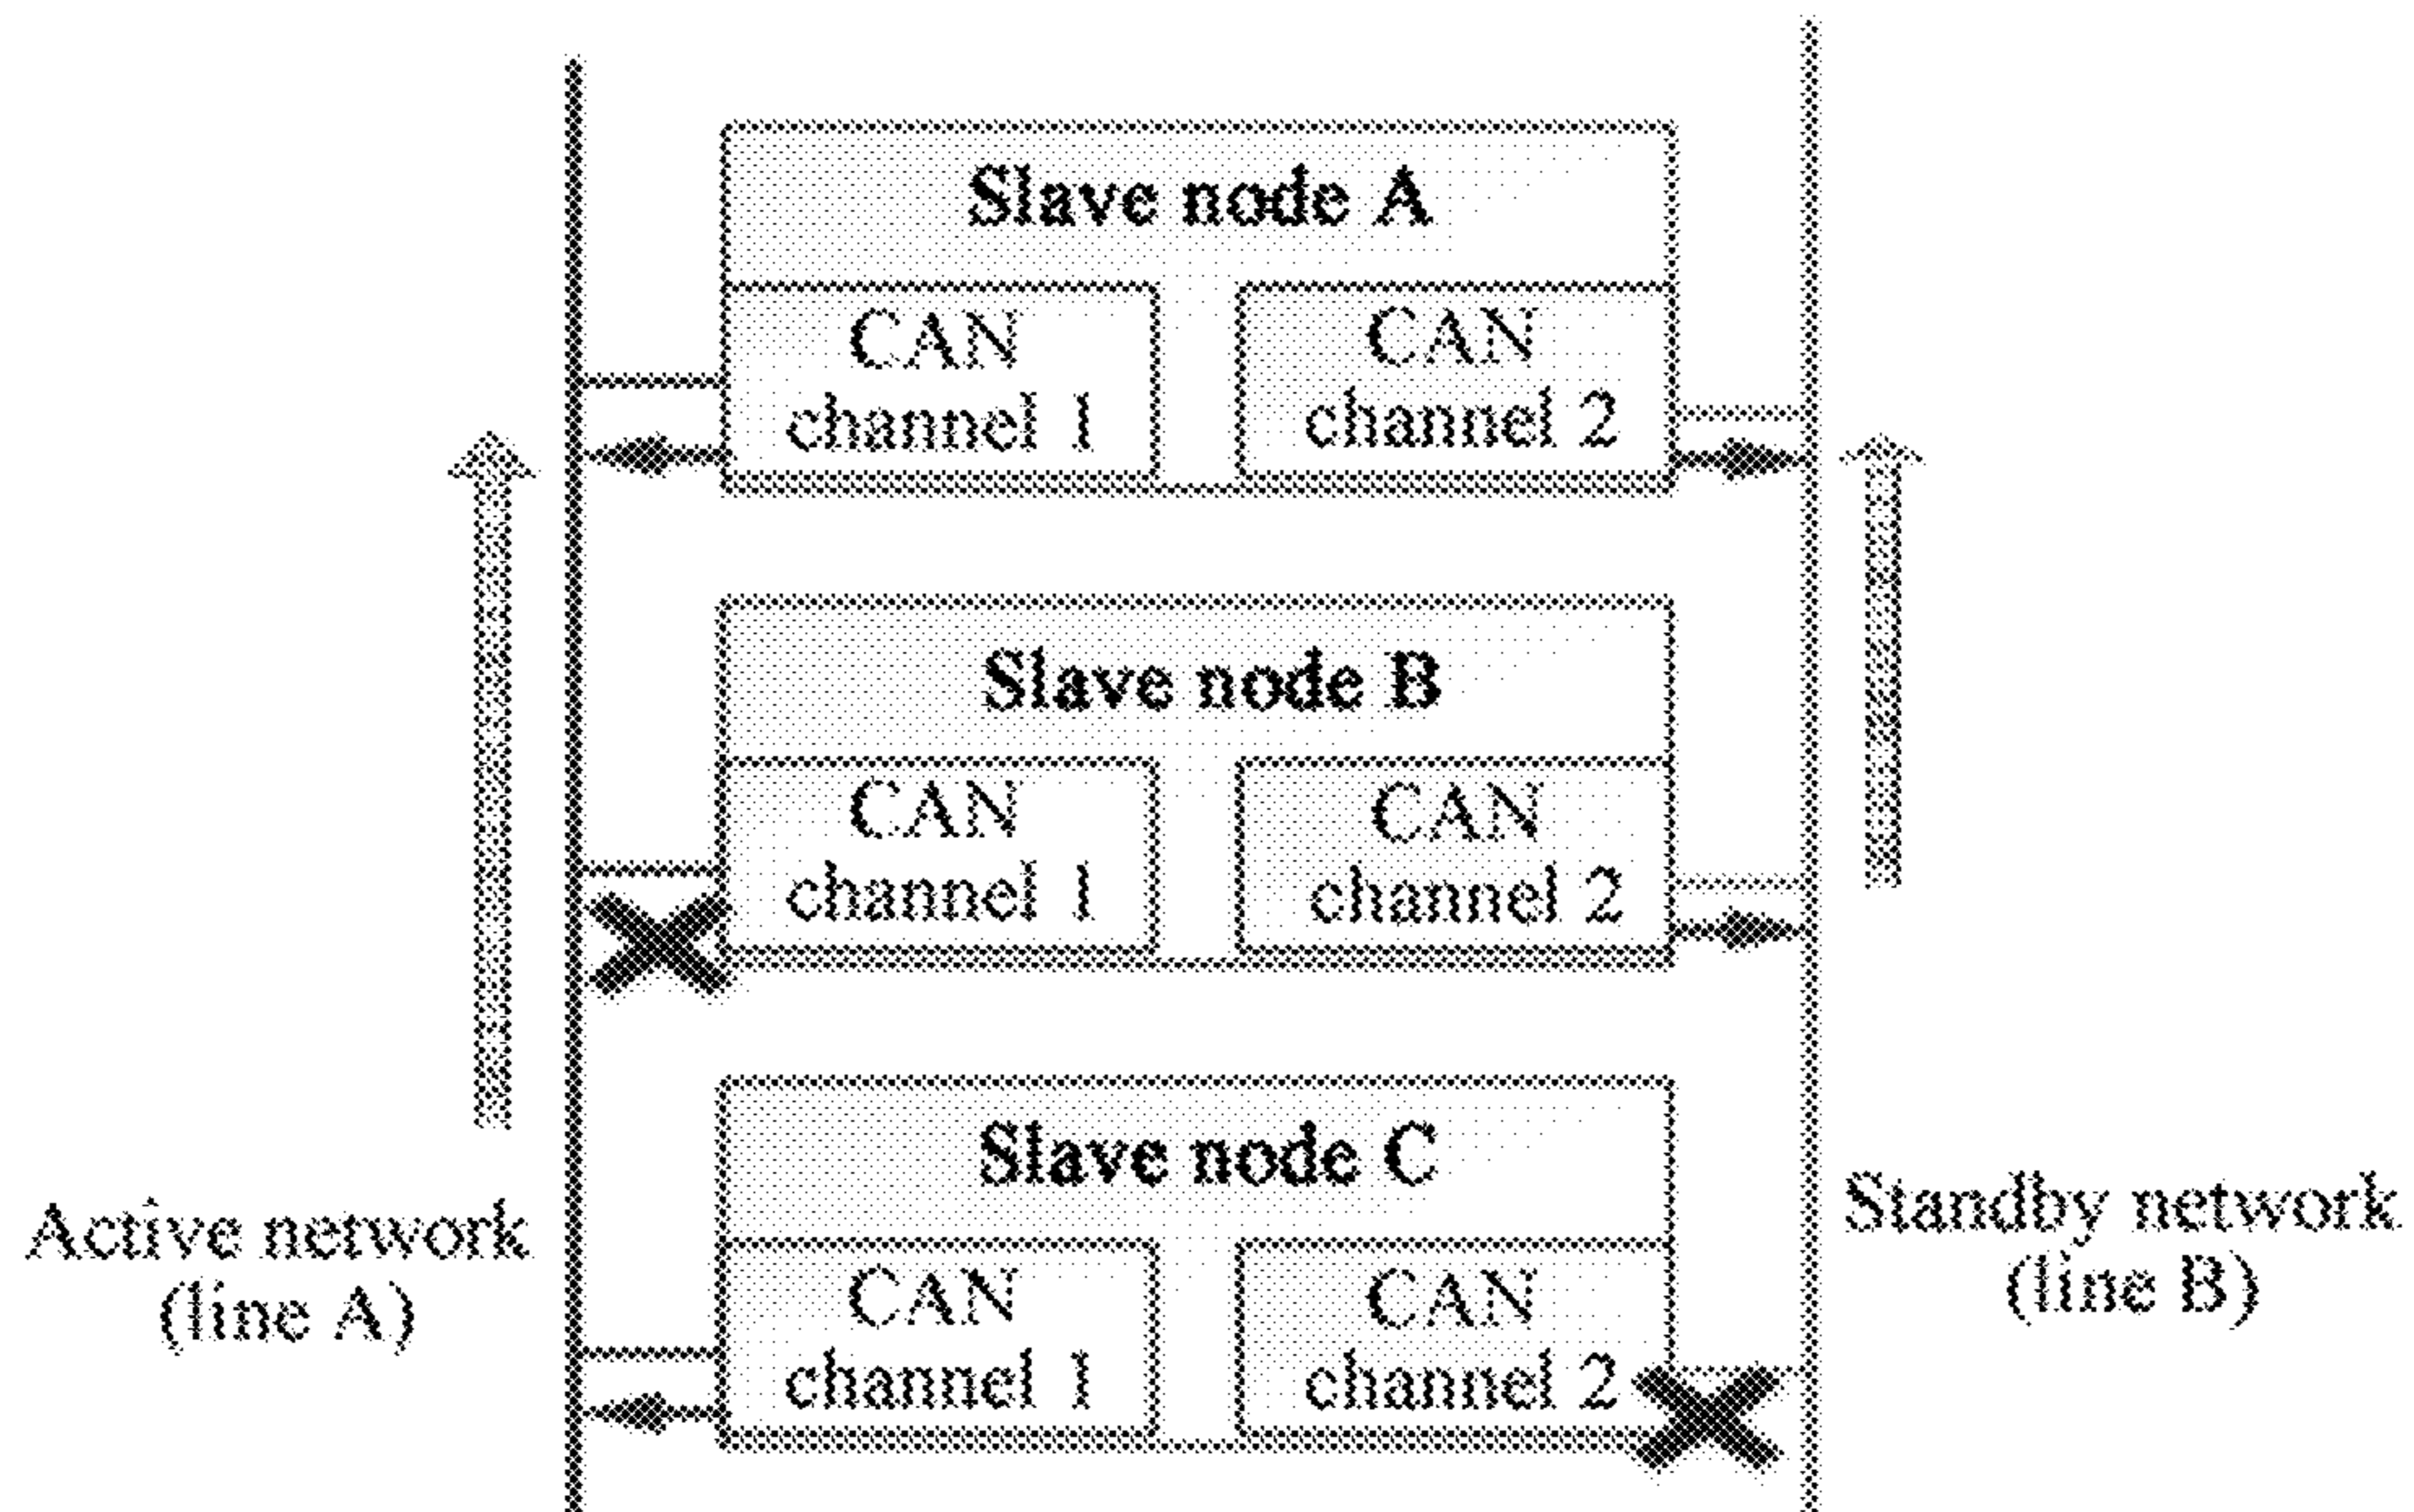 Slave node A
CAN
channel 1
CAN
channel 2
Slave node B
CAN
channel 1
CAN
channel 2
Slave node C
CAN
channel 1
CAN
channel 2
Active network
(line A)
Standby network
(line B)